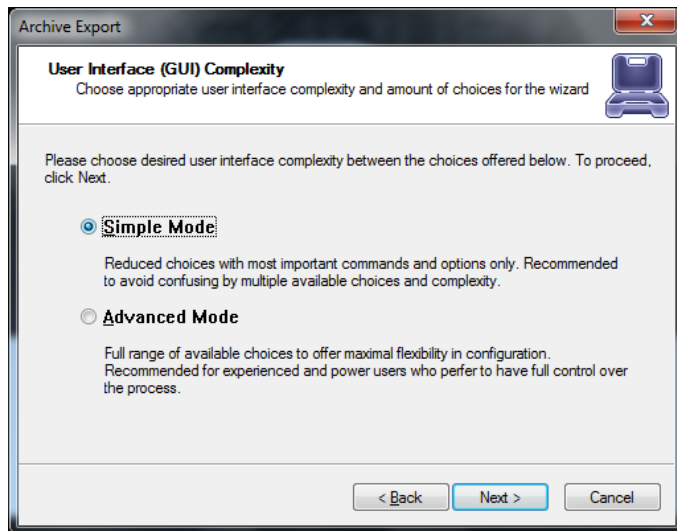 Archive Export
User Interface (GUI) Complexity
Choose appropriate user interface complexity and amount of choices for the wizard
Please choose desired user interface complexity between the choices offered below. To proceed,
click Next.
Simple Mode
Reduced choices with most important commands and options only. Recommended
to avoid confusing by multiple available choices and complexity.
Advanced Mode
Full range of available choices to offer maximal flexibility in configuration.
Recommended for experienced and power users who perfer to have full control over
the process.
< Back Next > Cancel